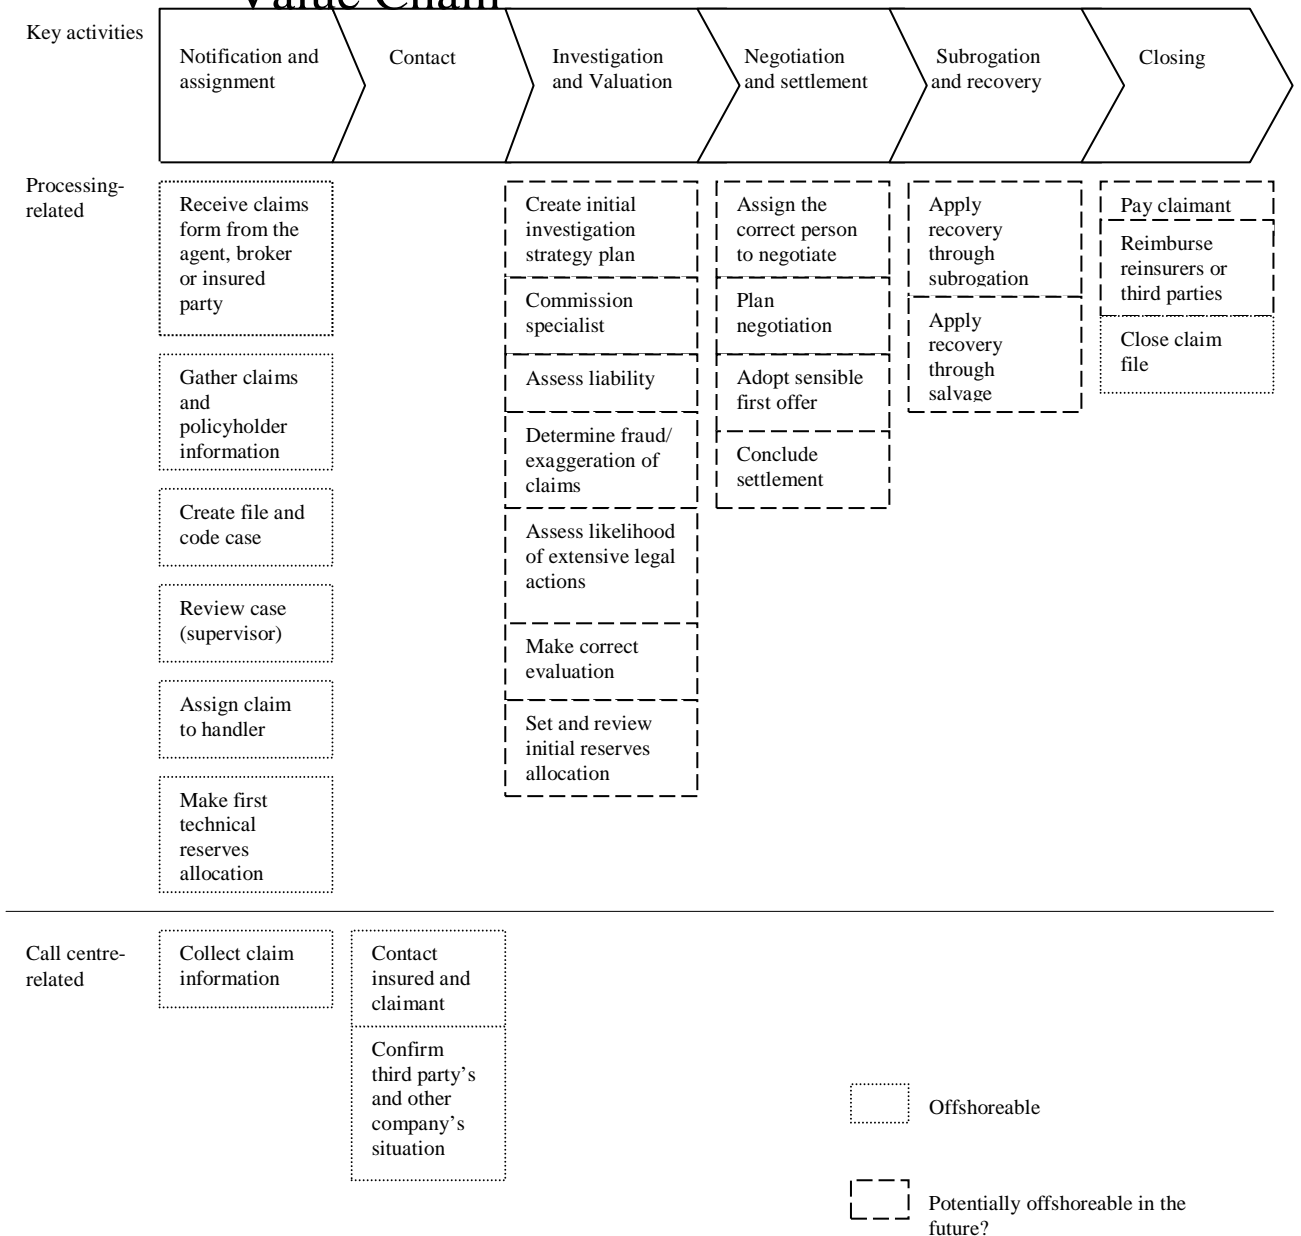 Value Chain
Key activities
Notification and
assignment
Contact
Investigation
and Valuation
Negotiation
and settlement
Subrogation
and recovery
Closing
Processing-
related
Receive claims
form from the
agent, broker
or insured
party
Gather claims
and
policyholder
information
Create file and
code case
Review case
(supervisor)
Assign claim
to handler
Make first
technical
reserves
allocation
Create initial
investigation
strategy plan
Commission
specialist
Assess liability
Determine fraud/
exaggeration of
claims
Assess likelihood
of extensive legal
actions
Make correct
evaluation
Set and review
initial reserves
allocation
Assign the
correct person
to negotiate
Plan
negotiation
Adopt sensible
first offer
Conclude
settlement
Apply
recovery
through
subrogation
Apply
recovery
through
salvage
Pay claimant
Reimburse
reinsurers or
third parties
Close claim
file
Call centre-
related
Collect claim
information
Contact
insured and
claimant
Confirm
third party’s
and other
company’s
situation
Offshoreable
Potentially offshoreable in the
future?